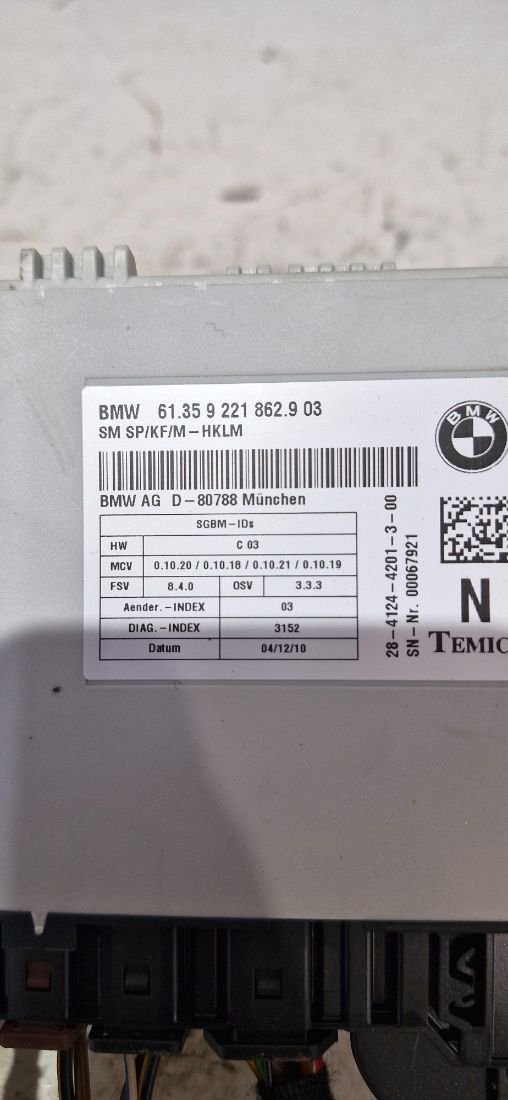 BMW 61.35 9 221 862.9 03
SM SP/KF/M-HKLM
BMW
BMW AG D-80788 München
SGBM-IDs
HW C 03
MCV 0.10.20 / 0.10.18 / 0.10.21 / 0.10.19
FSV 8.4.0 OSV 3.3.3
Aender.-INDEX 03
DIAG.-INDEX 3152
Datum 04/12/10
28-4124-4201-3-00
SN-Nr. 00067921
N
TEMIC